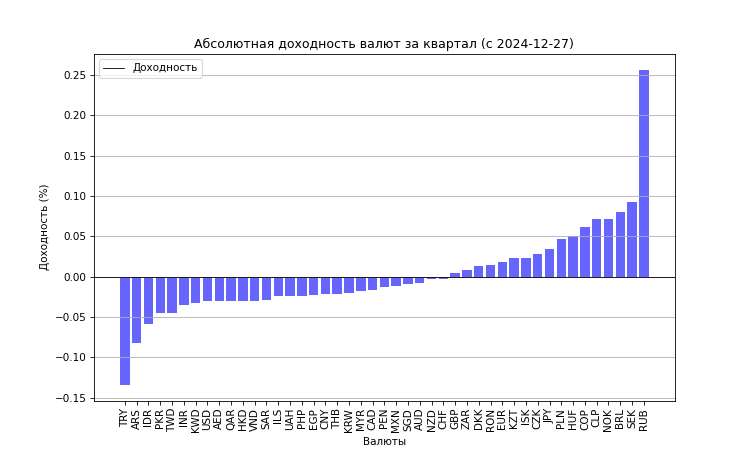 Абсолютная доходность валют за квартал (с 2024-12-27)
Доходность
Доходность (%)
0.25
0.20
0.15
0.10
0.05
0.00
−0.05
−0.10
−0.15
TRY ARS IDR PKR TWD INR KWD USD AED QAR HKD VND SAR ILS UAH PHP EGP CNY THB KRW MYR CAD PEN MXN SGD AUD NZD CHF GBP ZAR DKK RON EUR KZT ISK CZK JPY PLN HUF COP CLP NOK BRL SEK RUB
Валюты